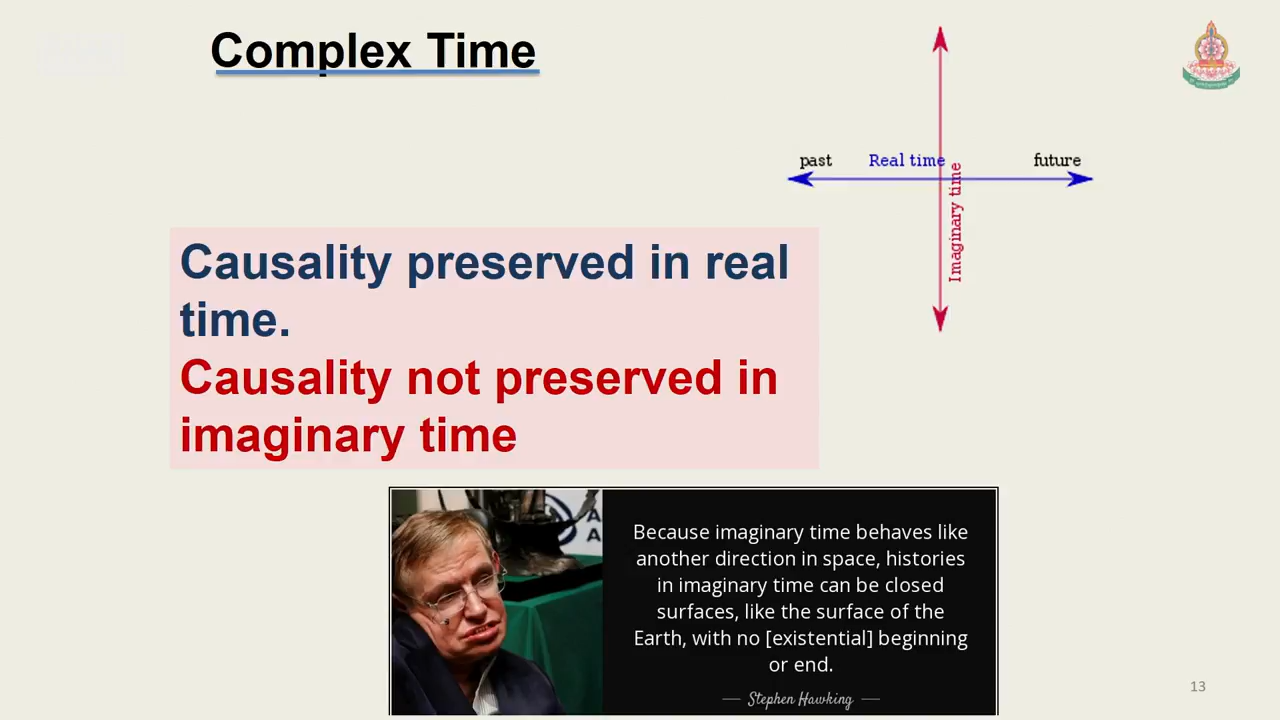 Complex Time
past
Real time
future
Imaginary time
Causality preserved in real
time.
Causality not preserved in
imaginary time
A
A
Because imaginary time behaves like
another direction in space, histories
in imaginary time can be closed
surfaces, like the surface of the
Earth, with no [existential] beginning
or end.
— Stephen Hawking —
13